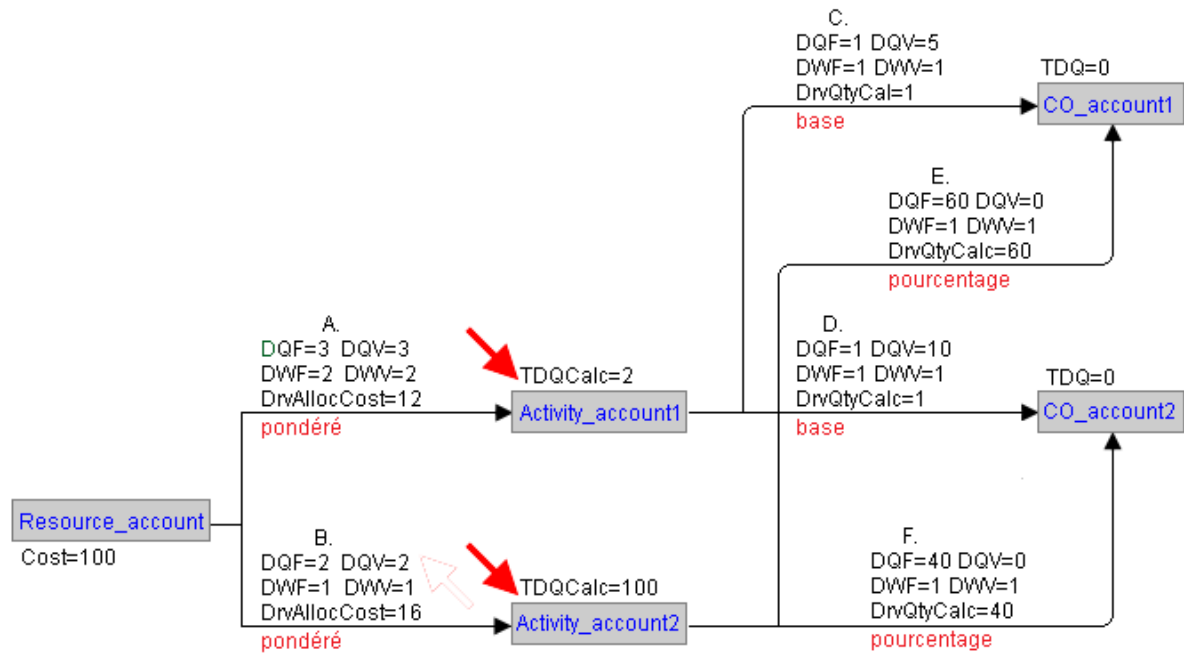 C.
DQF=1 DQV=5
DWF=1 DWV=1
DrvQtyCal=1
base
TDQ=0
CO_account1
E.
DQF=60 DQV=0
DWF=1 DWV=1
DrvQtyCalc=60
pourcentage
A.
DQF=3 DQV=3
DWF=2 DWV=2
DrvAllocCost=12
pondéré
TDQCalc=2
Activity_account1
D.
DQF=1 DQV=10
DWF=1 DWV=1
DrvQtyCalc=1
base
TDQ=0
CO_account2
Resource_account
Cost=100
B.
DQF=2 DQV=2
DWF=1 DWV=1
DrvAllocCost=16
pondéré
TDQCalc=100
Activity_account2
F.
DQF=40 DQV=0
DWF=1 DWV=1
DrvQtyCalc=40
pourcentage